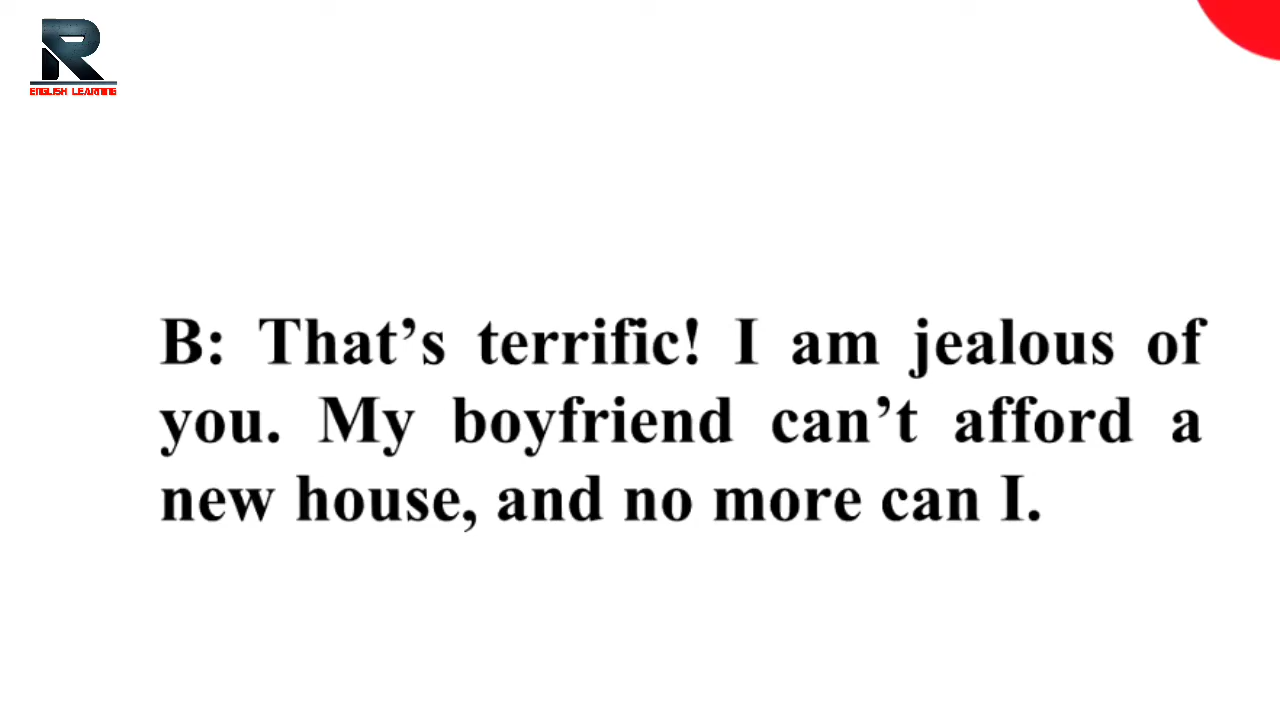 R
ENGLISH LEARNING
B: That’s terrific! I am jealous of
you. My boyfriend can’t afford a
new house, and no more can I.